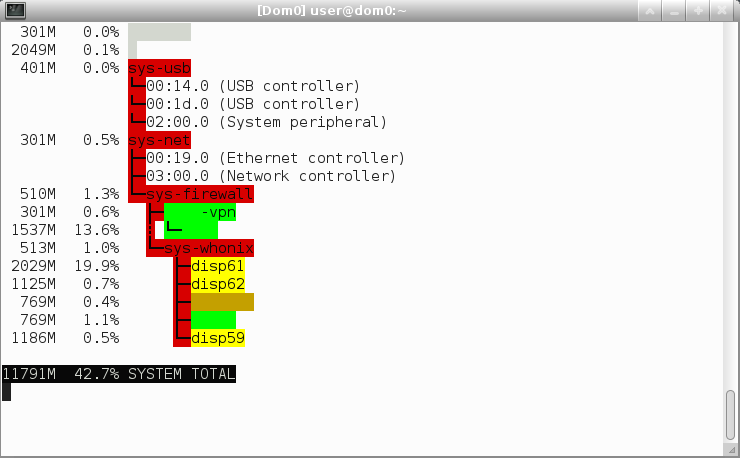 [Dom0] user@dom0:~
301M 0.0%
2049M 0.1%
401M 0.0% sys-usb
00:14.0 (USB controller)
00:1d.0 (USB controller)
02:00.0 (System peripheral)
301M 0.5% sys-net
00:19.0 (Ethernet controller)
03:00.0 (Network controller)
510M 1.3% sys-firewall
301M 0.6% -vpn
1537M 13.6%
513M 1.0% sys-whonix
2029M 19.9% disp61
1125M 0.7% disp62
769M 0.4%
769M 1.1%
1186M 0.5% disp59
11791M 42.7% SYSTEM TOTAL